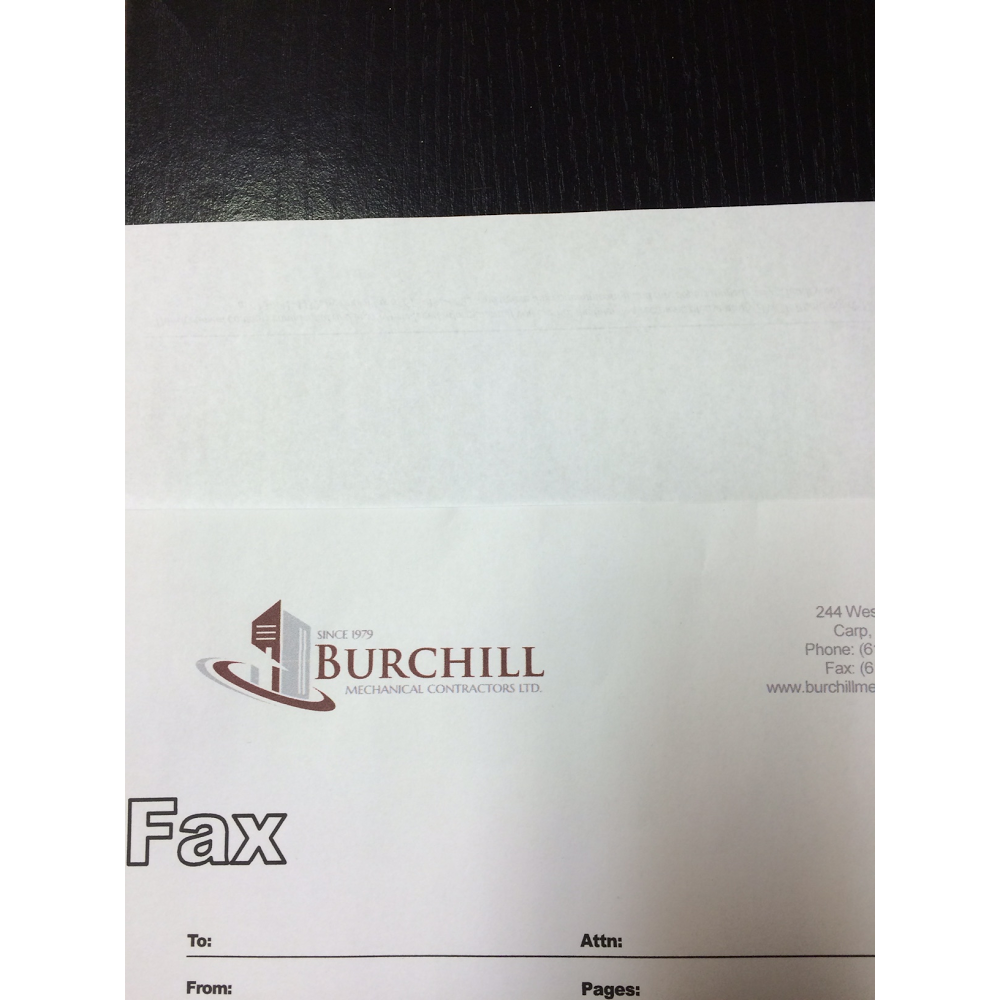 SINCE 1979
BURCHILL
MECHANICAL CONTRACTORS LTD.
244 Wes
Carp,
Phone: (6
Fax: (6
www.burchillme
Fax
To: Attn:
From: Pages: